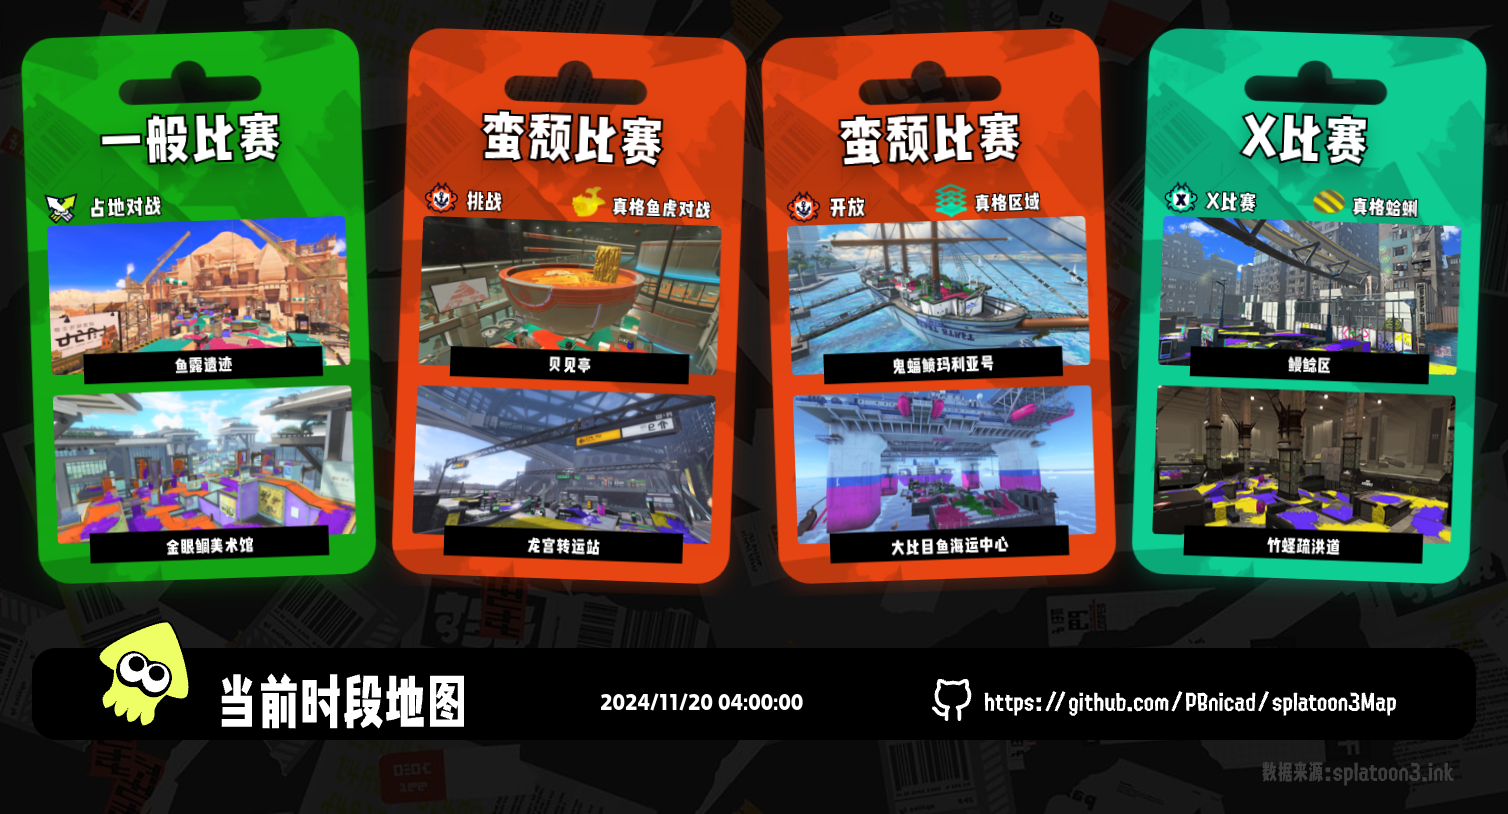 一般比赛
占地对战
鱼露遗迹
金眼鲷美术馆
蛮颓比赛
挑战
真格鱼虎对战
贝见亭
龙宫转运站
蛮颓比赛
开放
真格区域
鬼蝠鲼玛利亚号
大比目鱼海运中心
X比赛
X比赛
真格蛤蜊
鳗鲶区
竹蛏疏洪道
当前时段地图
2024/11/20 04:00:00
https://github.com/PBnicad/splatoon3Map
数据来源:splatoon3.ink